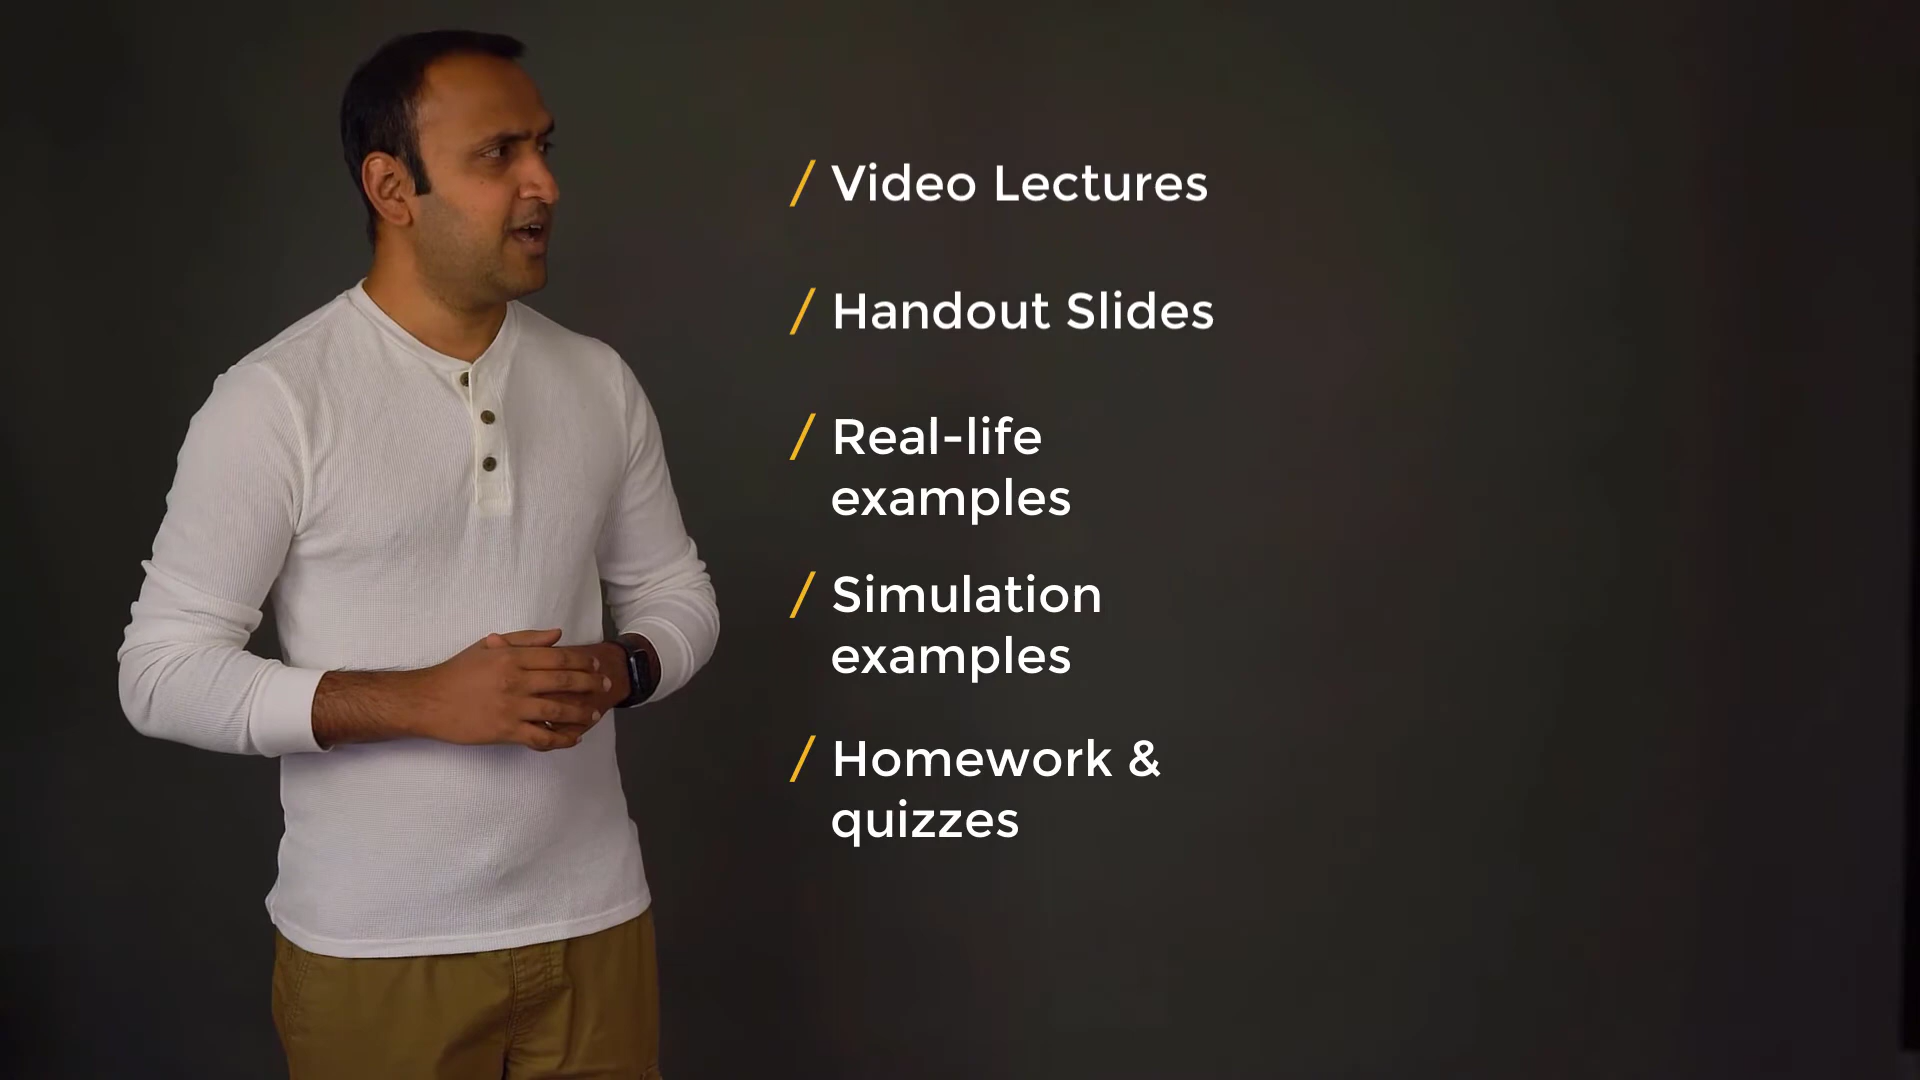 / Video Lectures
/ Handout Slides
/ Real-life
examples
/ Simulation
examples
/ Homework &
quizzes